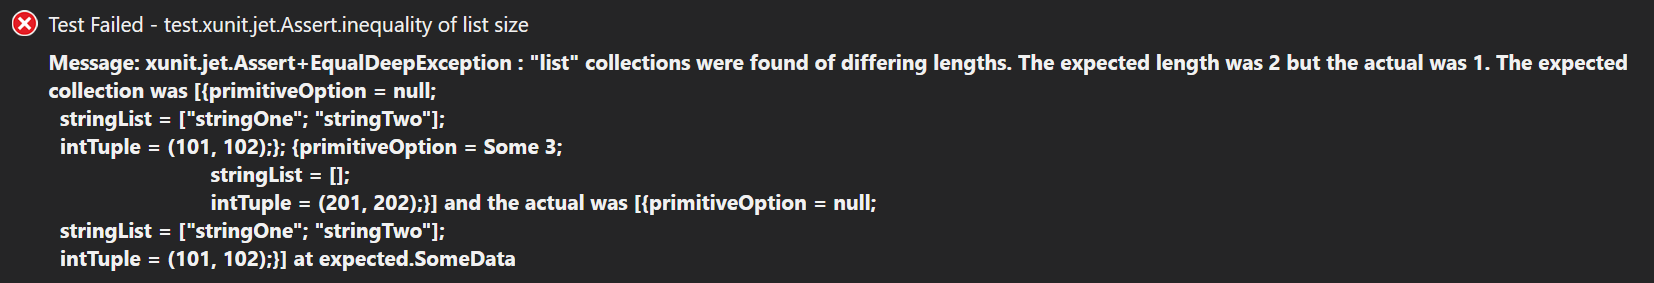 Test Failed - test.xunit.jet.Assert.inequality of list size
Message: xunit.jet.Assert+EqualDeepException : "list" collections were found of differing lengths. The expected length was 2 but the actual was 1. The expected
collection was [{primitiveOption = null;
stringList = ["stringOne"; "stringTwo"];
intTuple = (101, 102);}; {primitiveOption = Some 3;
stringList = [];
intTuple = (201, 202);}] and the actual was [{primitiveOption = null;
stringList = ["stringOne"; "stringTwo"];
intTuple = (101, 102);}] at expected.SomeData